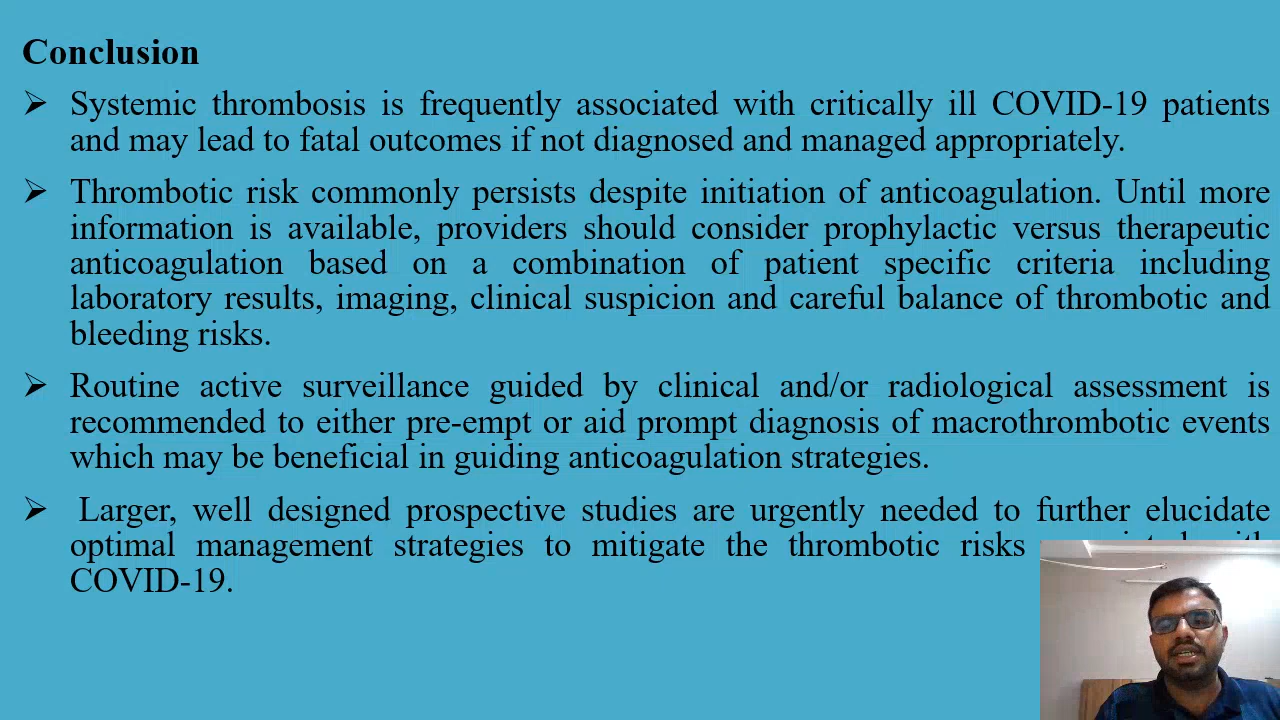 Conclusion
Systemic thrombosis is frequently associated with critically ill COVID-19 patients
and may lead to fatal outcomes if not diagnosed and managed appropriately.
Thrombotic risk commonly persists despite initiation of anticoagulation. Until more
information is available, providers should consider prophylactic versus therapeutic
anticoagulation based on a combination of patient specific criteria including
laboratory results, imaging, clinical suspicion and careful balance of thrombotic and
bleeding risks.
Routine active surveillance guided by clinical and/or radiological assessment is
recommended to either pre-empt or aid prompt diagnosis of macrothrombotic events
which may be beneficial in guiding anticoagulation strategies.
Larger, well designed prospective studies are urgently needed to further elucidate
optimal management strategies to mitigate the thrombotic risks
COVID-19.